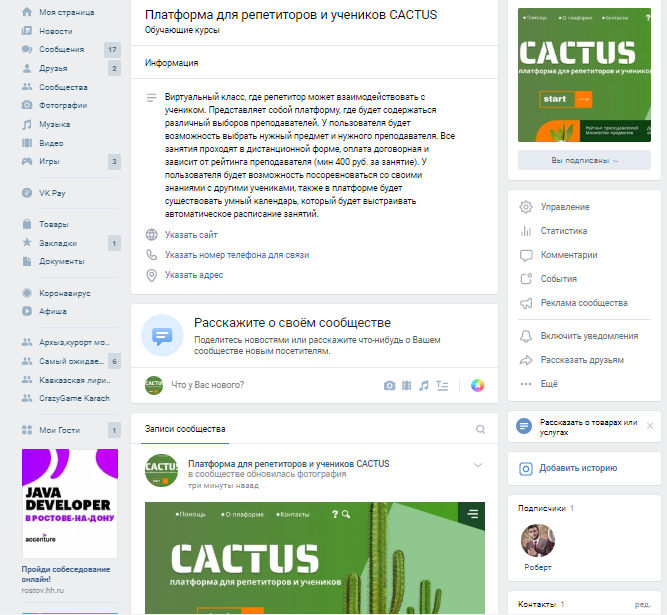 Моя страница
Новости
Сообщения 17
Друзья 2
Сообщества
Фотографии
Музыка
Видео
Игры 3
VK Pay
Товары
Закладки 1
Документы
Коронавирус
Афиша
Архыз,курорт мо..
Самый ожидае.. 6
Кавказская лири..
CrazyGame Karach
Мои Гости 1
JAVA
DEVELOPER
В РОСТОВЕ-НА-ДОНУ
accenture
Пройди собеседование
онлайн!
rostov.hh.ru
Платформа для репетиторов и учеников CACTUS
Обучающие курсы
Информация
Виртуальный класс, где репетитор может взаимодействовать с
учеником. Представляет собой платформу, где будет содержаться
различный выборов преподавателей. У пользователя будет
возможность выбрать нужный предмет и нужного преподавателя. Все
занятия проходят в дистанционной форме, оплата договорная и
зависит от рейтинга преподавателя (мин 400 руб. за занятие). У
пользователя будет возможность посоревноваться со своими
знаниями с другими учениками, также в платформе будет
существовать умный календарь, который будет выстраивать
автоматическое расписание занятий.
Указать сайт
Указать номер телефона для связи
Указать адрес
Расскажите о своём сообществе
Поделитесь новостями или расскажите что-нибудь о Вашем
сообществе новым посетителям.
CACTUS
Что у Вас нового?
Записи сообщества
CACTUS
Платформа для репетиторов и учеников CACTUS
в сообществе обновилась фотография
три минуты назад
•Помощь •О плаформе •Контакты ?
CACTUS
платформа для репетиторов и учеников
start
•Помощь •О плаформе •Контакты ?
CACTUS
платформа для репетиторов и учеников
start
Рейтинг преподавателей!
Множество предметов
Вы подписаны
Управление
Статистика
Комментарии
События
Реклама сообщества
Включить уведомления
Рассказать друзьям
Ещё
Рассказать о товарах или
услугах
Добавить историю
Подписчики 1
Роберт
Контакты 1 ред.